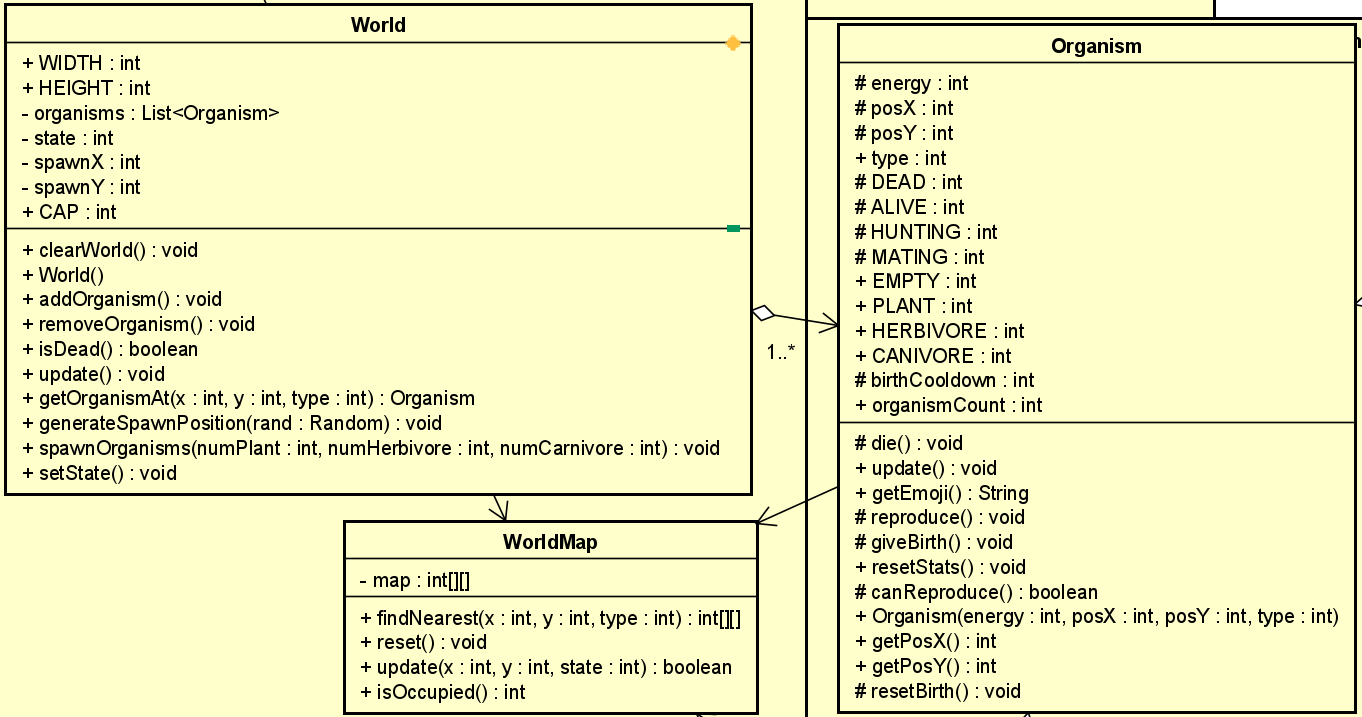 World
+ WIDTH : int
+ HEIGHT : int
- organisms : List<Organism>
- state : int
- spawnX : int
- spawnY : int
+ CAP : int
+ clearWorld() : void
+ World()
+ addOrganism() : void
+ removeOrganism() : void
+ isDead() : boolean
+ update() : void
+ getOrganismAt(x : int, y : int, type : int) : Organism
+ generateSpawnPosition(rand : Random) : void
+ spawnOrganisms(numPlant : int, numHerbivore : int, numCarnivore : int) : void
+ setState() : void
1..*
WorldMap
- map : int[][]
+ findNearest(x : int, y : int, type : int) : int[][]
+ reset() : void
+ update(x : int, y : int, state : int) : boolean
+ isOccupied() : int
Organism
# energy : int
# posX : int
# posY : int
+ type : int
# DEAD : int
# ALIVE : int
# HUNTING : int
# MATING : int
+ EMPTY : int
+ PLANT : int
+ HERBIVORE : int
+ CANIVORE : int
# birthCooldown : int
+ organismCount : int
# die() : void
+ update() : void
+ getEmoji() : String
# reproduce() : void
# giveBirth() : void
+ resetStats() : void
# canReproduce() : boolean
+ Organism(energy : int, posX : int, posY : int, type : int)
+ getPosX() : int
+ getPosY() : int
# resetBirth() : void